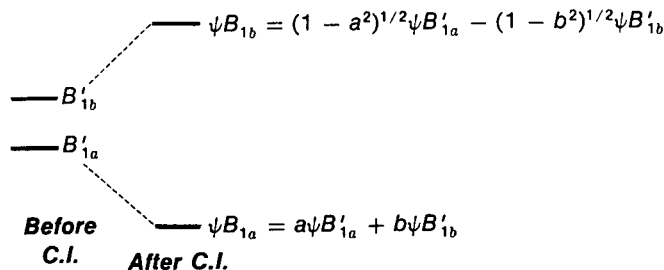 ψB₁b = (1 − a²)¹/²ψB′₁a − (1 − b²)¹/²ψB′₁b
B′₁b
B′₁a
ψB₁a = aψB′₁a + bψB′₁b
Before
C.I.
After C.I.